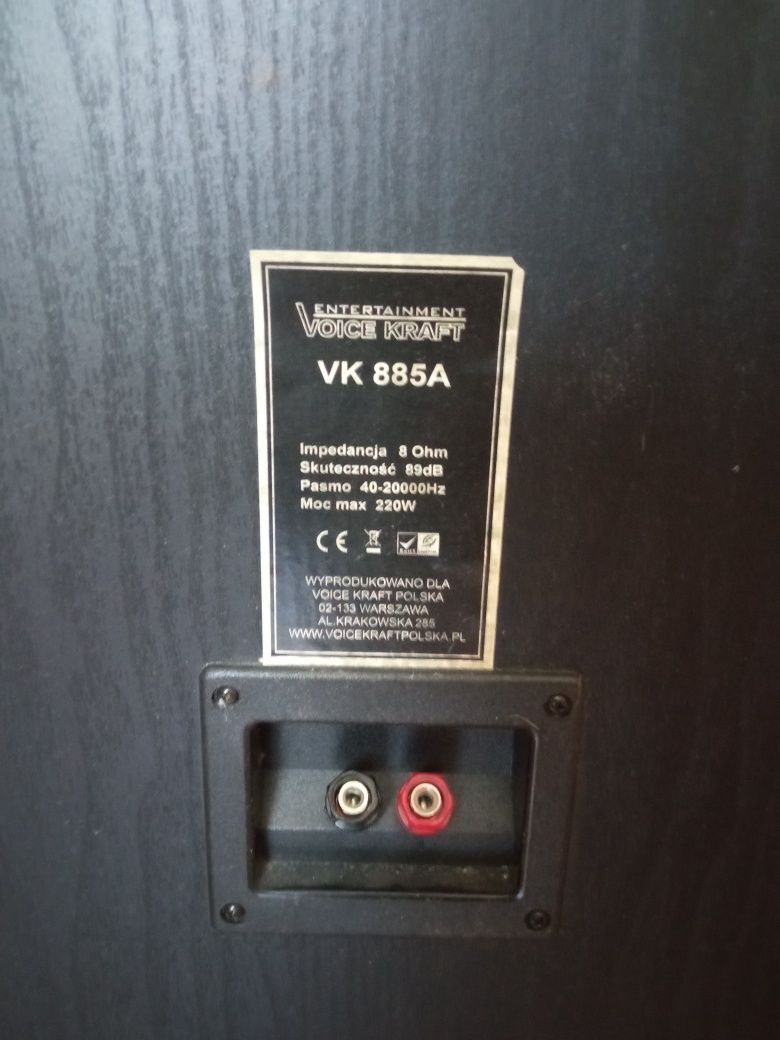 ENTERTAINMENT
VOICE KRAFT
VK 885A
Impedancja 8 Ohm
Skuteczność 89dB
Pasmo 40-20000Hz
Moc max 220W
CE
WYPRODUKOWANO DLA
VOICE KRAFT POLSKA
02-133 WARSZAWA
AL.KRAKOWSKA 285
WWW.VOICEKRAFTPOLSKA.PL